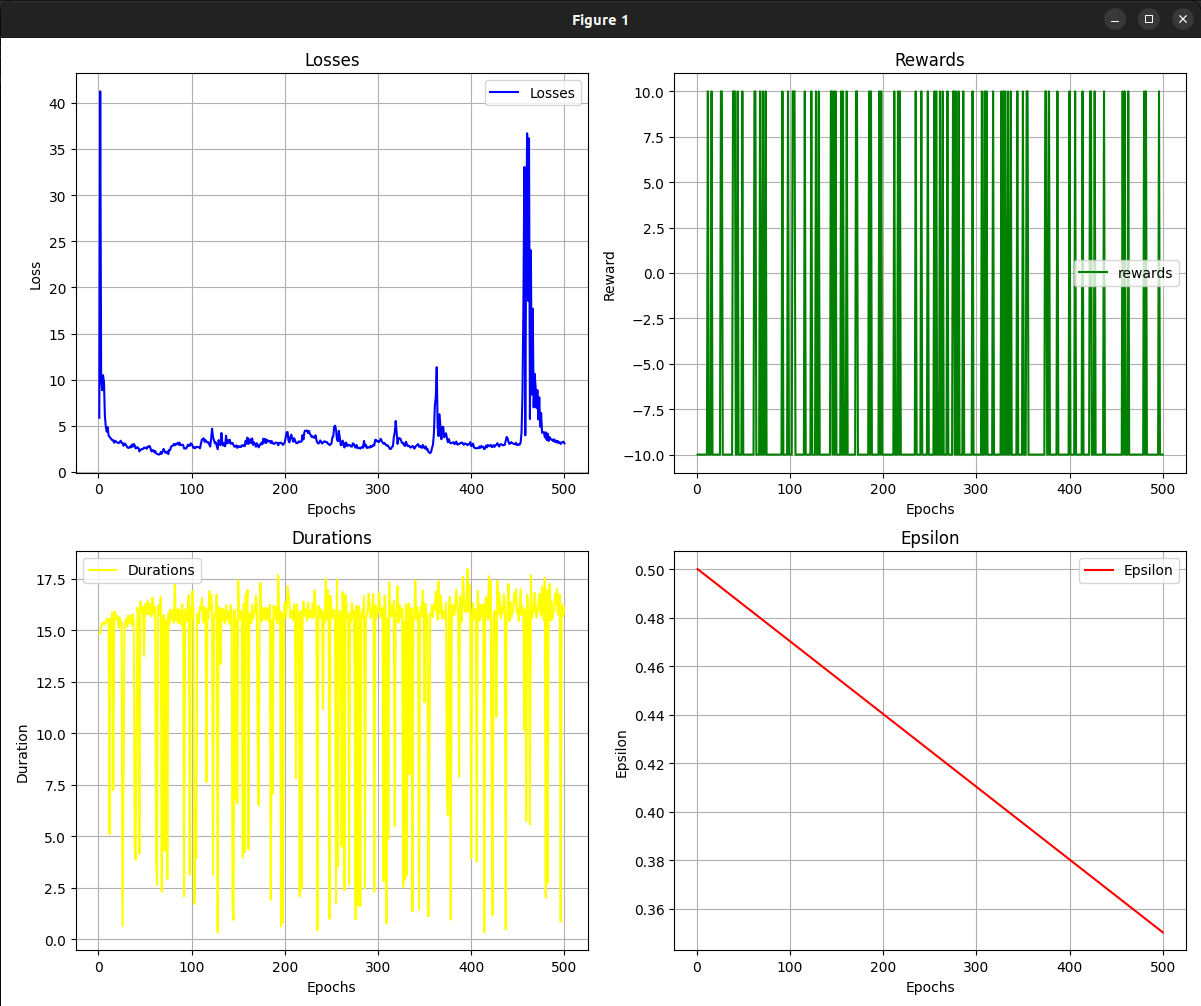 Figure 1
Losses
Losses
Loss
40
35
30
25
20
15
10
5
0
0 100 200 300 400 500
Epochs
Rewards
rewards
Reward
10.0
7.5
5.0
2.5
0.0
−2.5
−5.0
−7.5
−10.0
0 100 200 300 400 500
Epochs
Durations
Durations
Duration
17.5
15.0
12.5
10.0
7.5
5.0
2.5
0.0
0 100 200 300 400 500
Epochs
Epsilon
Epsilon
Epsilon
0.50
0.48
0.46
0.44
0.42
0.40
0.38
0.36
0 100 200 300 400 500
Epochs